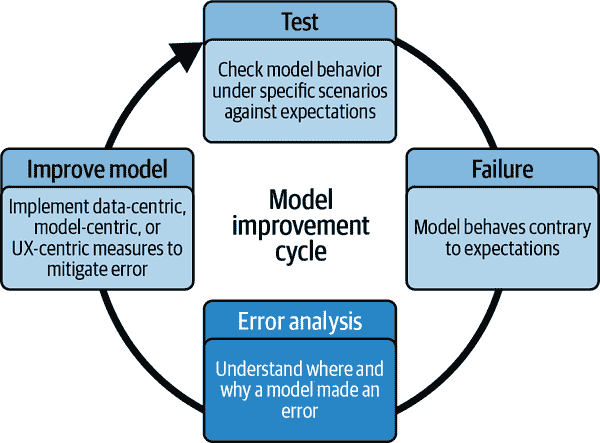 Test
Check model behavior
under specific scenarios
against expectations
Improve model
Implement data-centric,
model-centric, or
UX-centric measures to
mitigate error
Model
improvement
cycle
Failure
Model behaves contrary
to expectations
Error analysis
Understand where and
why a model made an
error